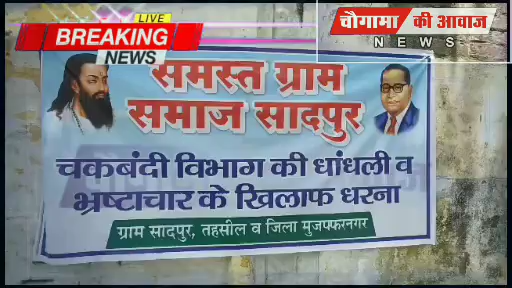 LIVE
BREAKING
NEWS
चौगामा की आवाज
NEWS
समस्त ग्राम
समाज सादपुर
चकबंदी विभाग की धांधली व
भ्रष्टाचार के खिलाफ धरना
ग्राम सादपुर, तहसील व जिला मुजफ्फरनगर